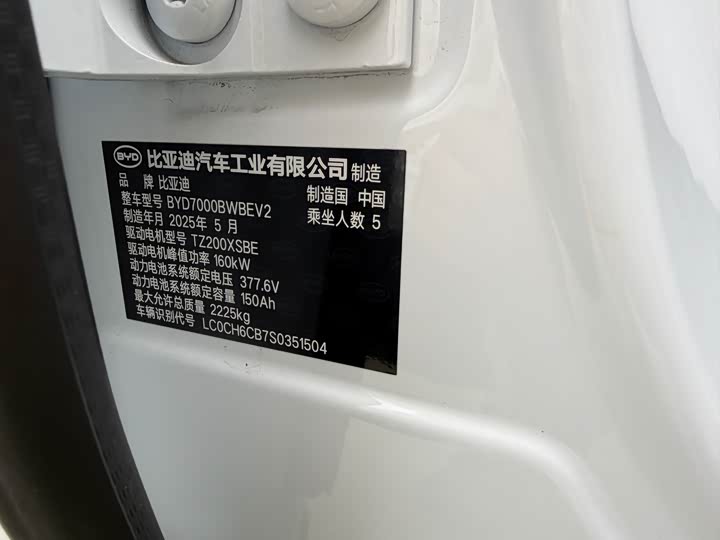 BYD 比亚迪汽车工业有限公司 制造
品 牌 比亚迪 制造国 中国
整车型号 BYD7000BWBEV2
制造年月 2025年 5 月 乘坐人数 5
驱动电机型号 TZ200XSBE
驱动电机峰值功率 160kW
动力电池系统额定电压 377.6V
动力电池系统额定容量 150Ah
最大允许总质量 2225kg
车辆识别代号 LC0CH6CB7S0351504